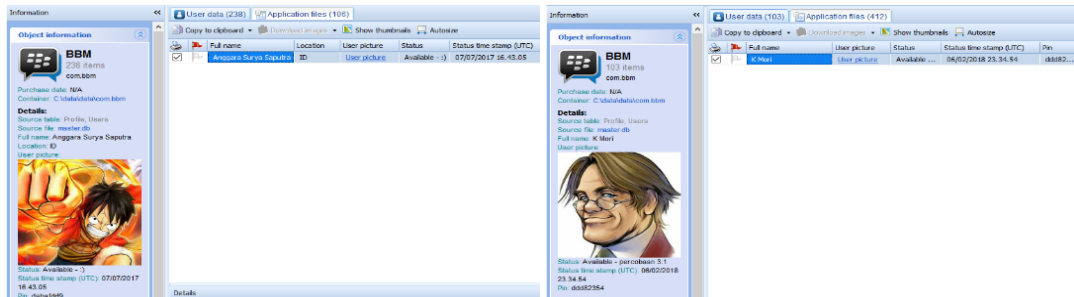 Information
Object information
BBM
238 items
com.bbm
Purchase date: N/A
Container: C:\data\data\com.bbm
Details:
Source table: Profile, Users
Source file: master.db
Full name: Anggara Surya Saputra
Location: ID
User picture:
Status: Available - :)
Status time stamp (UTC): 07/07/2017
16.43.05
Pin:
User data (238) Application files (106)
Copy to clipboard Download images Show thumbnails Autosize
Full name Location User picture Status Status time stamp (UTC)
Anggara Surya Saputra ID User picture Available - :) 07/07/2017 16.43.05
Details
Information
Object information
BBM
103 items
com.bbm
Purchase date: N/A
Container: C:\data\data\com.bbm
Details:
Source table: Profile, Users
Source file: master.db
Full name: K Mori
User picture:
Status: Available - percobaan 3.1
Status time stamp (UTC): 06/02/2018
23.34.54
Pin: ddd82354
User data (103) Application files (412)
Copy to clipboard Download images Show thumbnails Autosize
Full name User picture Status Status time stamp (UTC) Pin
K Mori User picture Available ... 06/02/2018 23.34.54 ddd82...